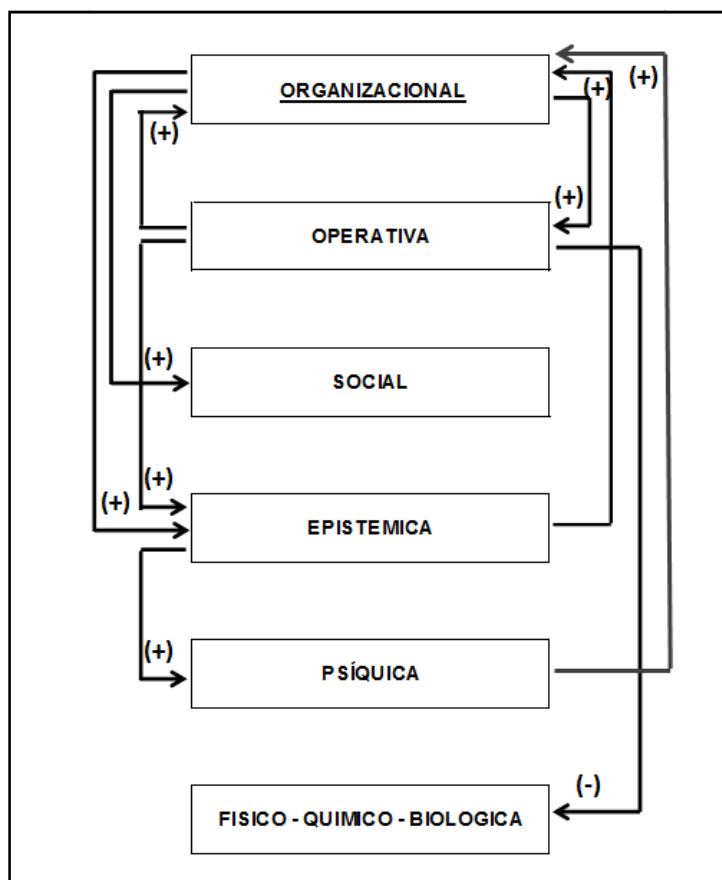 ORGANIZACIONAL
(+)
(+)
(+)
(+)
OPERATIVA
(+)
SOCIAL
(+)
(+)
EPISTEMICA
(+)
PSÍQUICA
(-)
FISICO - QUIMICO - BIOLOGICA